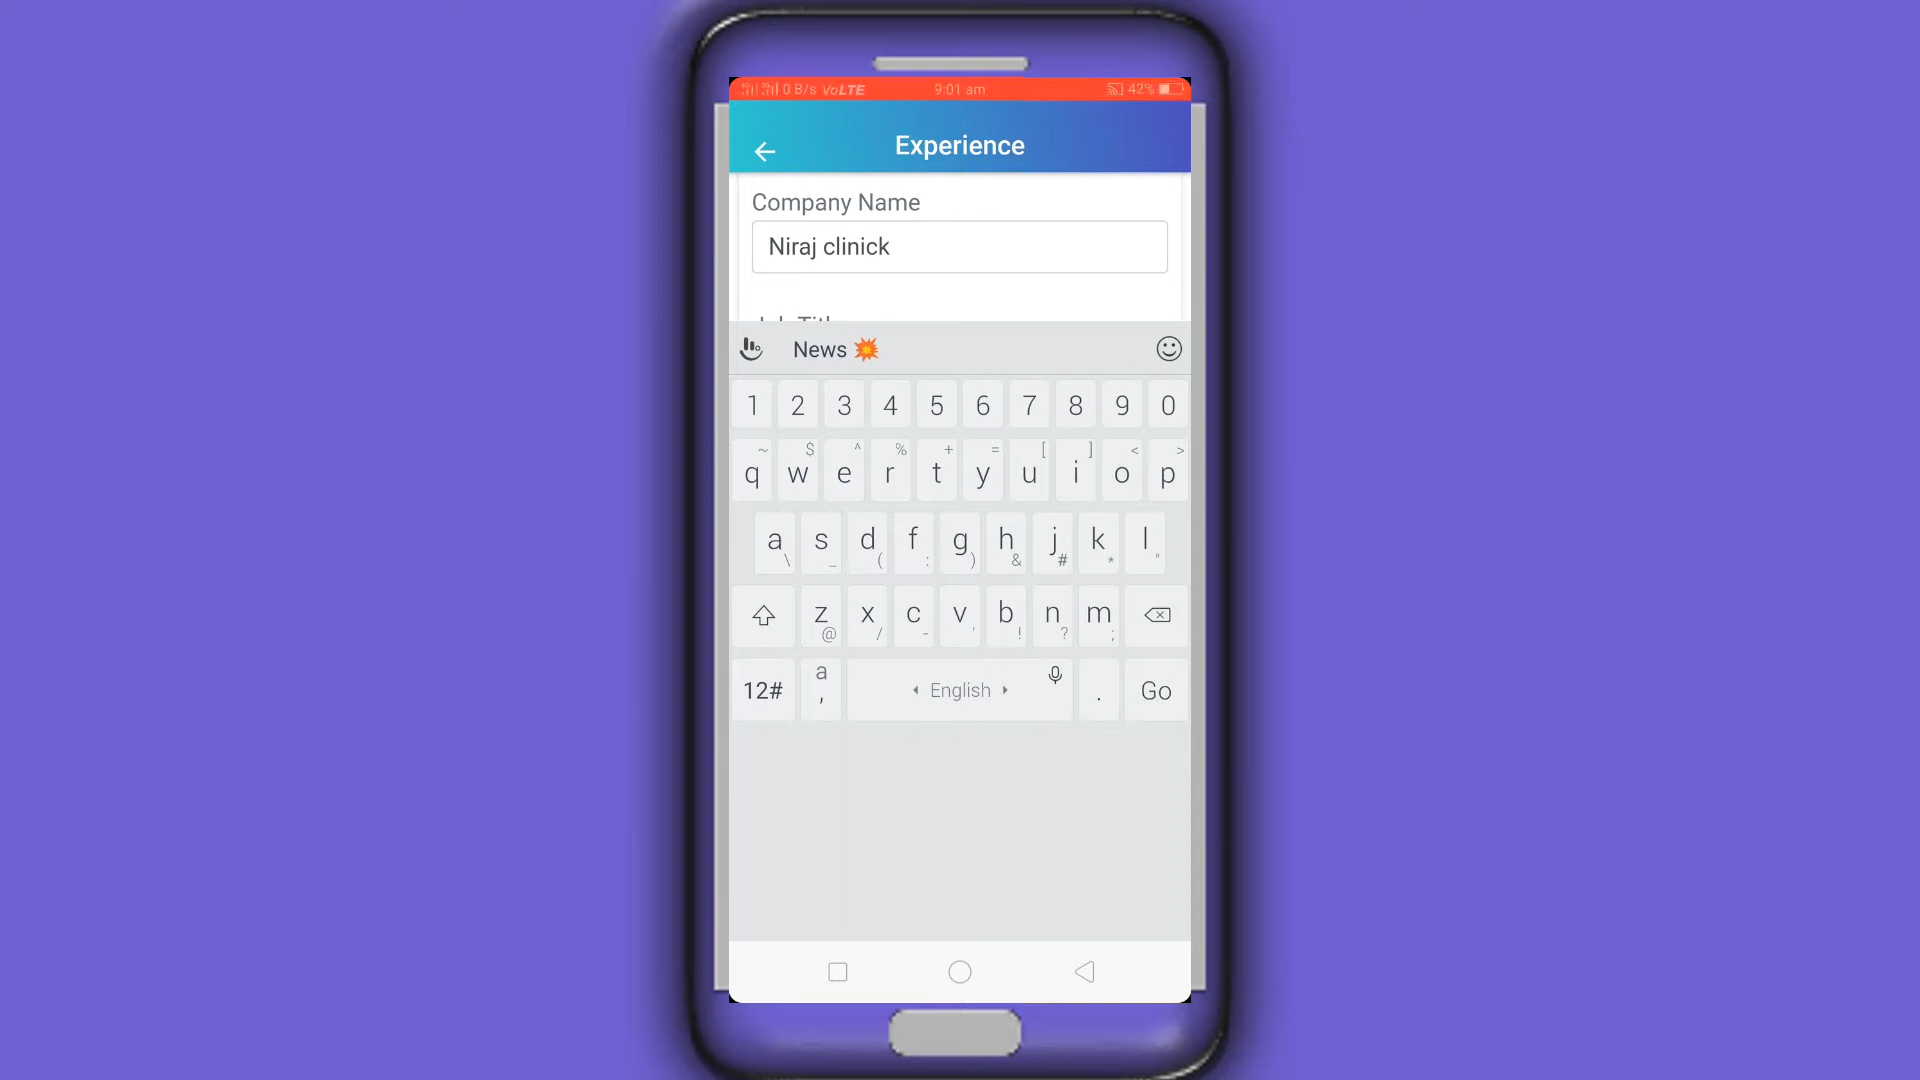 0 B/s VoLTE 9:01 am 42%
Experience
Company Name
Niraj clinick
Job Titl
News 💥
1 2 3 4 5 6 7 8 9 0
~ $ ^ % + = [ ] < >
q w e r t y u i o p
a s d f g h j k l
\ _ ( : ) & # * "
z x c v b n m
@ / - ' ! ? ;
12# a , English . Go